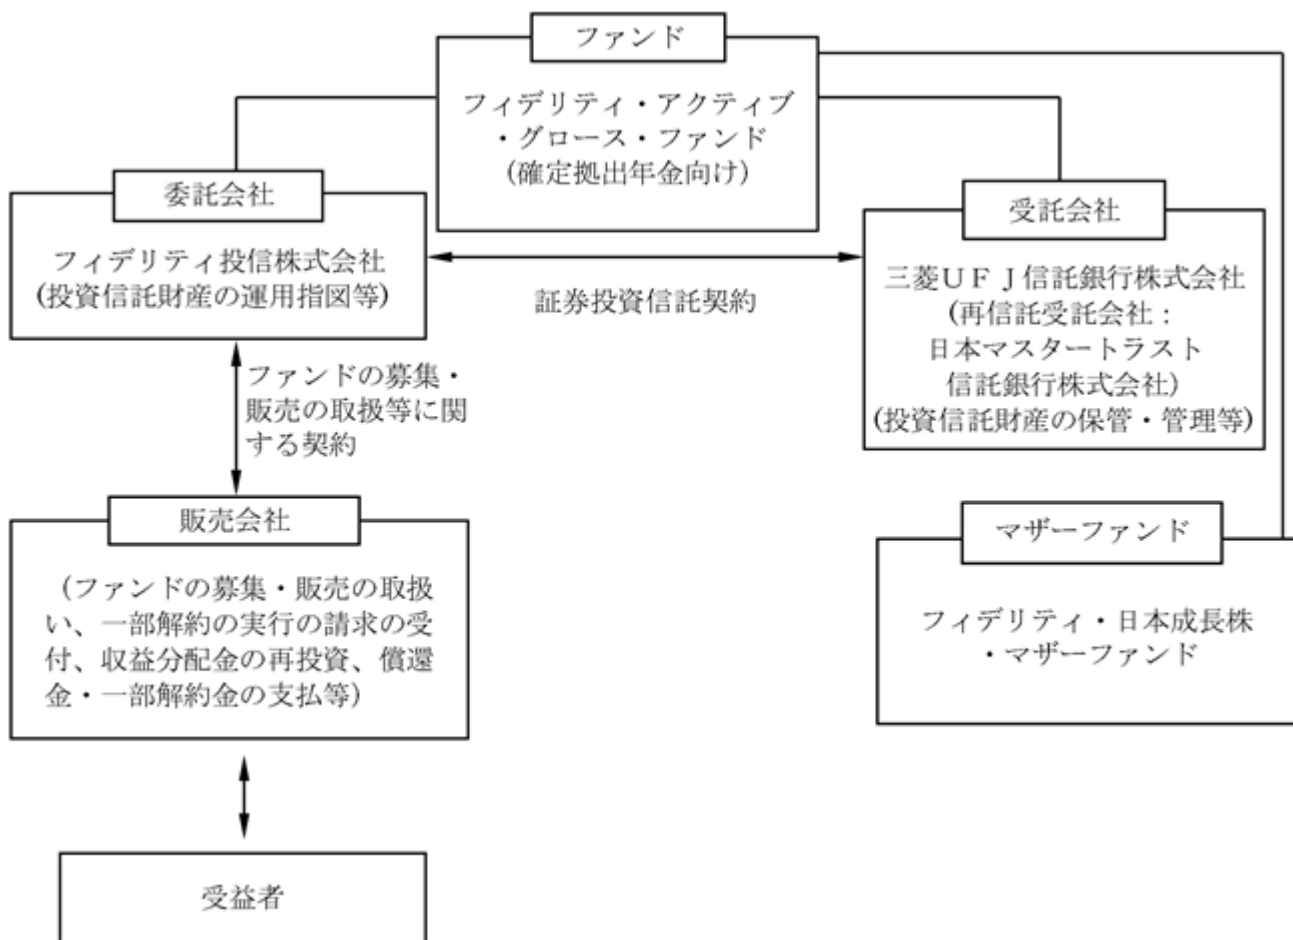 ファンド
フィデリティ・アクティブ
・グロース・ファンド
(確定拠出年金向け)
委託会社
フィデリティ投信株式会社
(投資信託財産の運用指図等)
証券投資信託契約
受託会社
三菱UFJ信託銀行株式会社
(再信託受託会社：
日本マスタートラスト
信託銀行株式会社)
(投資信託財産の保管・管理等)
ファンドの募集・
販売の取扱等に関
する契約
販売会社
(ファンドの募集・販売の取扱
い、一部解約の実行の請求の受
付、収益分配金の再投資、償還
金・一部解約金の支払等)
マザーファンド
フィデリティ・日本成長株
・マザーファンド
受益者